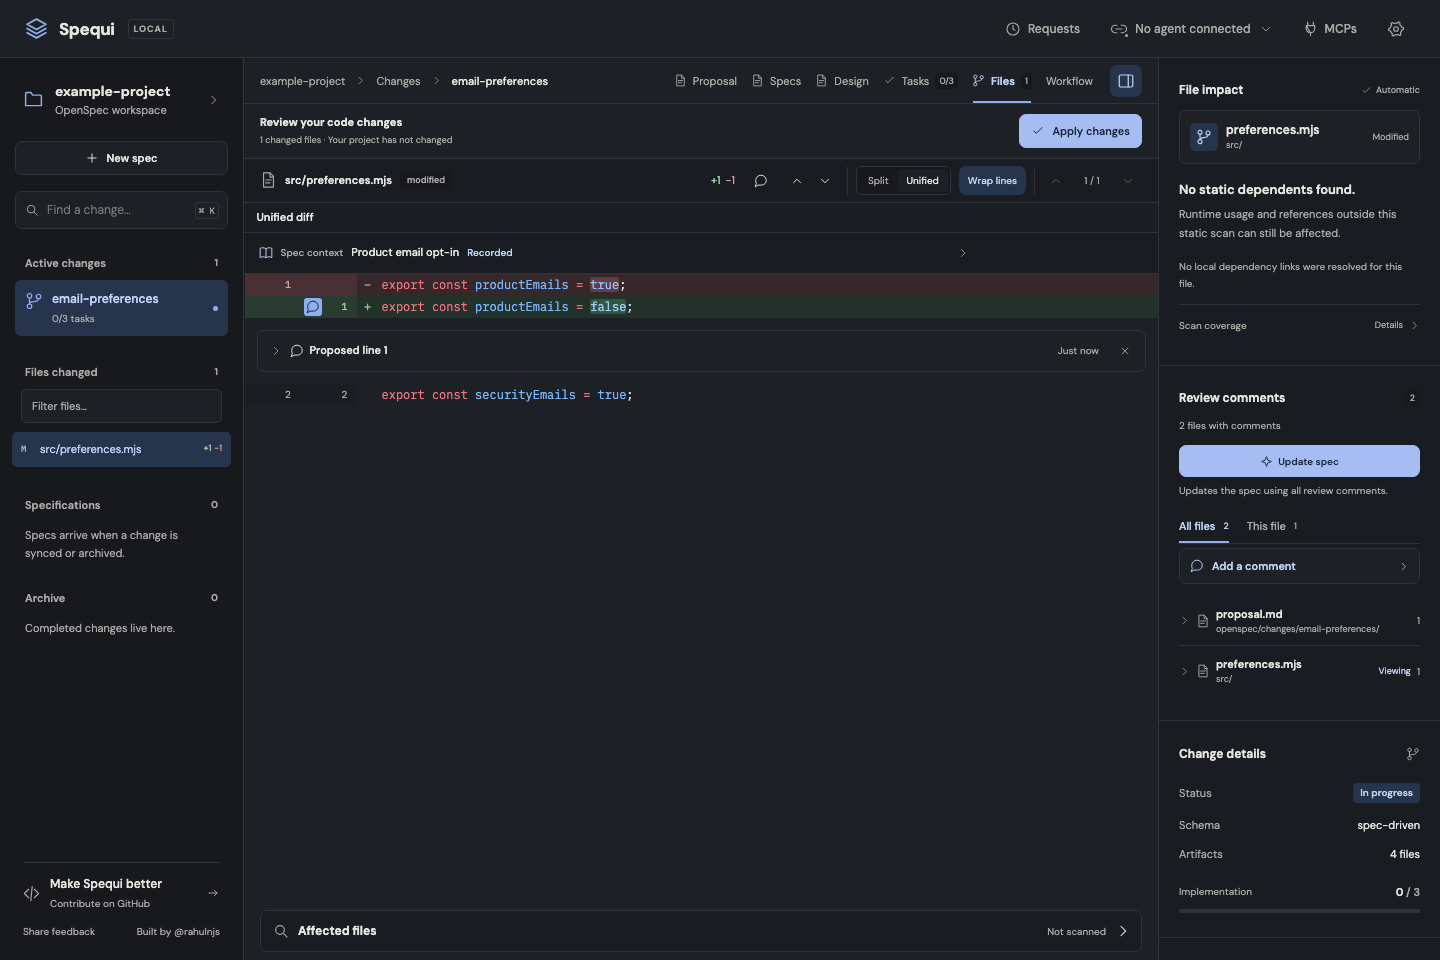 Spequi LOCAL
Requests
No agent connected
MCPs
example-project
OpenSpec workspace
New spec
Find a change... ⌘ K
Active changes 1
email-preferences
0/3 tasks
Files changed 1
Filter files...
M src/preferences.mjs +1 −1
Specifications 0
Specs arrive when a change is
synced or archived.
Archive 0
Completed changes live here.
Make Spequi better
Contribute on GitHub
Share feedback Built by @rahulnjs
example-project > Changes > email-preferences
Proposal Specs Design Tasks 0/3 Files 1 Workflow
Review your code changes
1 changed files · Your project has not changed
Apply changes
src/preferences.mjs modified +1 −1 Split Unified Wrap lines 1 / 1
Unified diff
Spec context Product email opt-in Recorded
1 − export const productEmails = true;
1 + export const productEmails = false;
Proposed line 1 Just now
2 2 export const securityEmails = true;
Affected files Not scanned
File impact Automatic
preferences.mjs
src/
Modified
No static dependents found.
Runtime usage and references outside this
static scan can still be affected.
No local dependency links were resolved for this
file.
Scan coverage Details
Review comments 2
2 files with comments
Update spec
Updates the spec using all review comments.
All files 2 This file 1
Add a comment
proposal.md
openspec/changes/email-preferences/
1
preferences.mjs
src/
Viewing 1
Change details
Status In progress
Schema spec-driven
Artifacts 4 files
Implementation 0 / 3